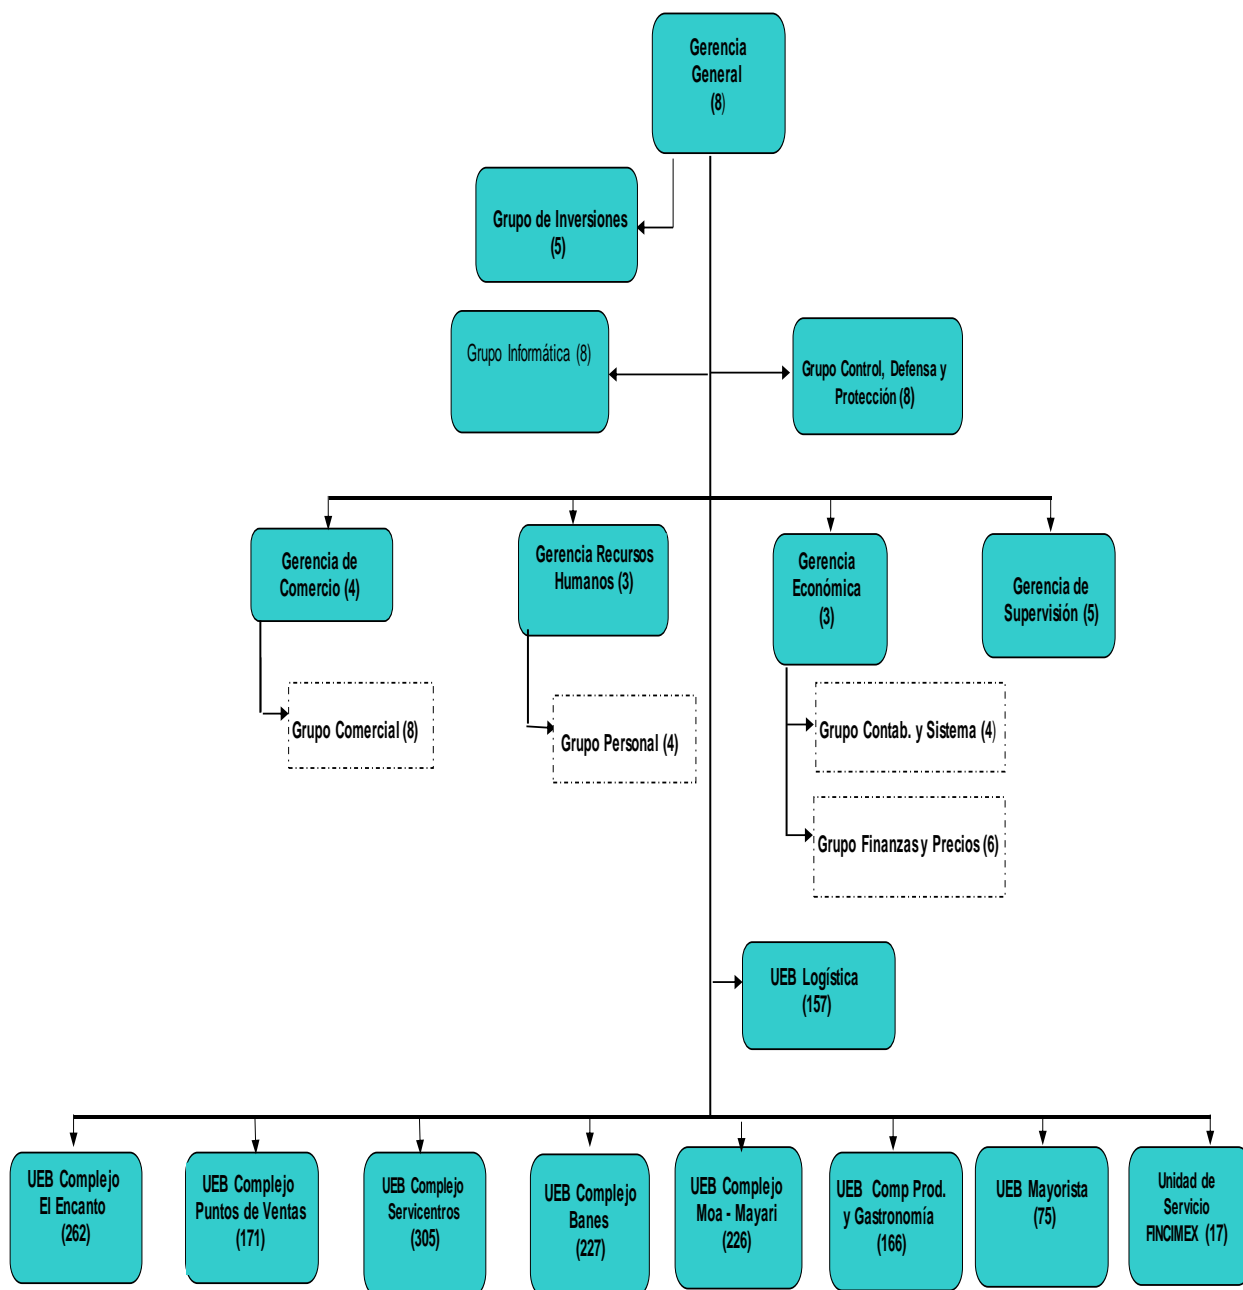 Gerencia
General
(8)
Grupo de Inversiones
(5)
Grupo Informática (8)
Grupo Control, Defensa y
Protección (8)
Gerencia de
Comercio (4)
Gerencia Recursos
Humanos (3)
Gerencia
Económica
(3)
Gerencia de
Supervisión (5)
Grupo Comercial (8)
Grupo Personal (4)
Grupo Contab. y Sistema (4)
Grupo Finanzas y Precios (6)
UEB Logística
(157)
UEB Complejo
El Encanto
(262)
UEB Complejo
Puntos de Ventas
(171)
UEB Complejo
Servicentros
(305)
UEB Complejo
Banes
(227)
UEB Complejo
Moa - Mayari
(226)
UEB Comp Prod.
y Gastronomía
(166)
UEB Mayorista
(75)
Unidad de
Servicio
FINCIMEX (17)